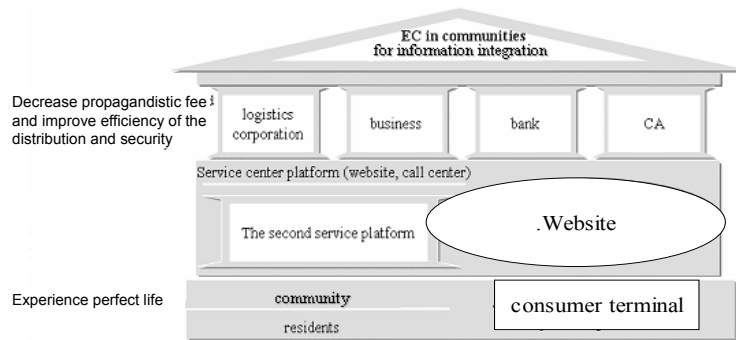 EC in communities
for information integration
Decrease propagandistic fee
and improve efficiency of the
distribution and security
logistics
corporation
business
bank
CA
Service center platform (website, call center)
The second service platform
.Website
Experience perfect life
community
consumer terminal
residents